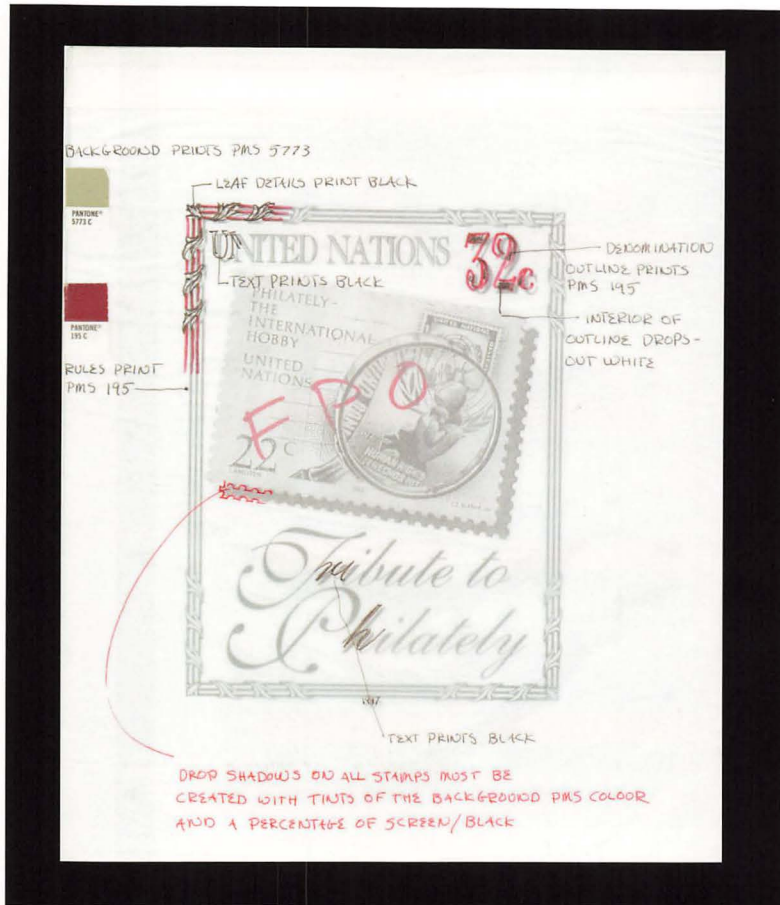 BACKGROUND PRINTS PMS 5773
LEAF DETAILS PRINT BLACK
PANTONE®
5773 C
UNITED NATIONS 32c
DENOMINATION
OUTLINE PRINTS
PMS 195
TEXT PRINTS BLACK
INTERIOR OF
OUTLINE DROPS-
OUT WHITE
PANTONE®
195 C
RULES PRINT
PMS 195
PHILATELY-
THE
INTERNATIONAL
HOBBY
UNITED
NATIONS
UNITED NATIONS
FPO
22c
Tribute to
Philately
1997
TEXT PRINTS BLACK
DROP SHADOWS ON ALL STAMPS MUST BE
CREATED WITH TINTS OF THE BACKGROUND PMS COLOUR
AND A PERCENTAGE OF SCREEN/BLACK